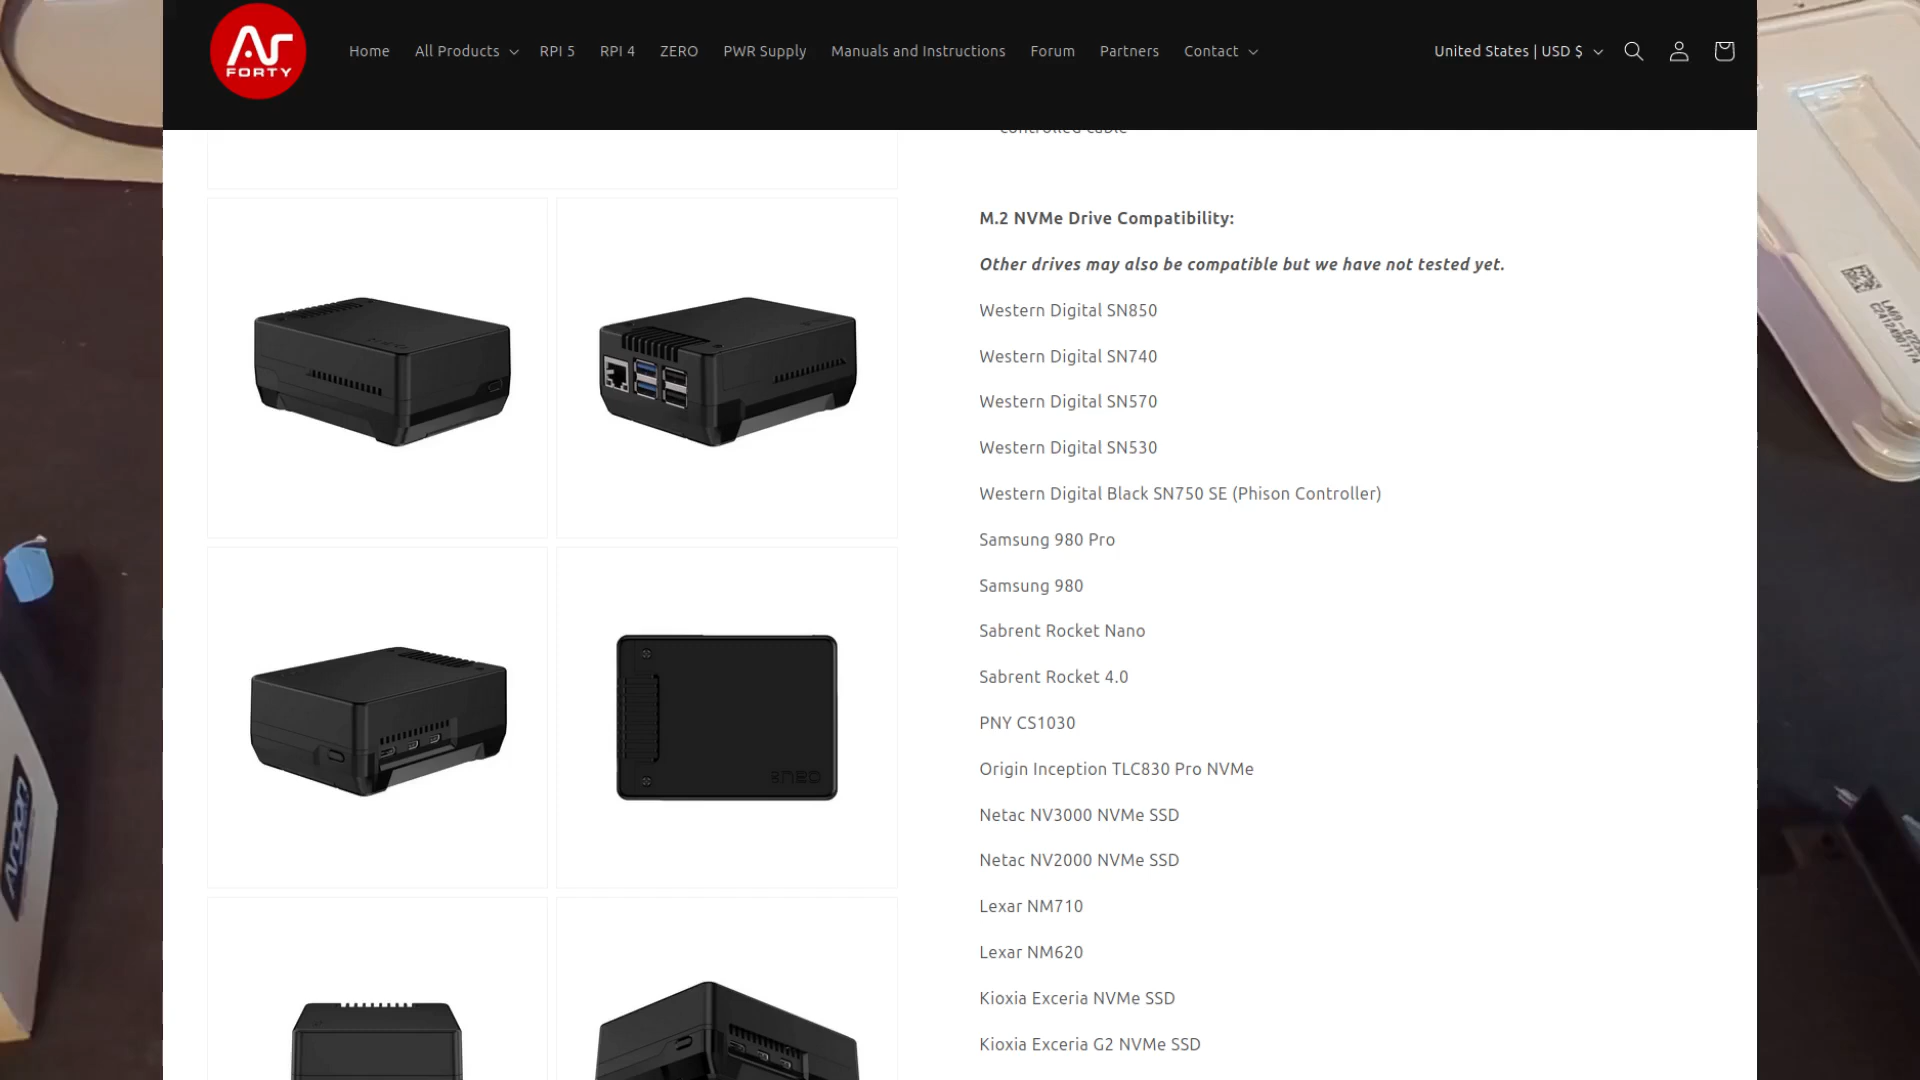 Ar
FORTY
Home
All Products
RPI 5
RPI 4
ZERO
PWR Supply
Manuals and Instructions
Forum
Partners
Contact
United States | USD $
controlled cable
M.2 NVMe Drive Compatibility:
Other drives may also be compatible but we have not tested yet.
Western Digital SN850
Western Digital SN740
Western Digital SN570
Western Digital SN530
Western Digital Black SN750 SE (Phison Controller)
Samsung 980 Pro
Samsung 980
Sabrent Rocket Nano
Sabrent Rocket 4.0
PNY CS1030
Origin Inception TLC830 Pro NVMe
Netac NV3000 NVMe SSD
Netac NV2000 NVMe SSD
Lexar NM710
Lexar NM620
Kioxia Exceria NVMe SSD
Kioxia Exceria G2 NVMe SSD